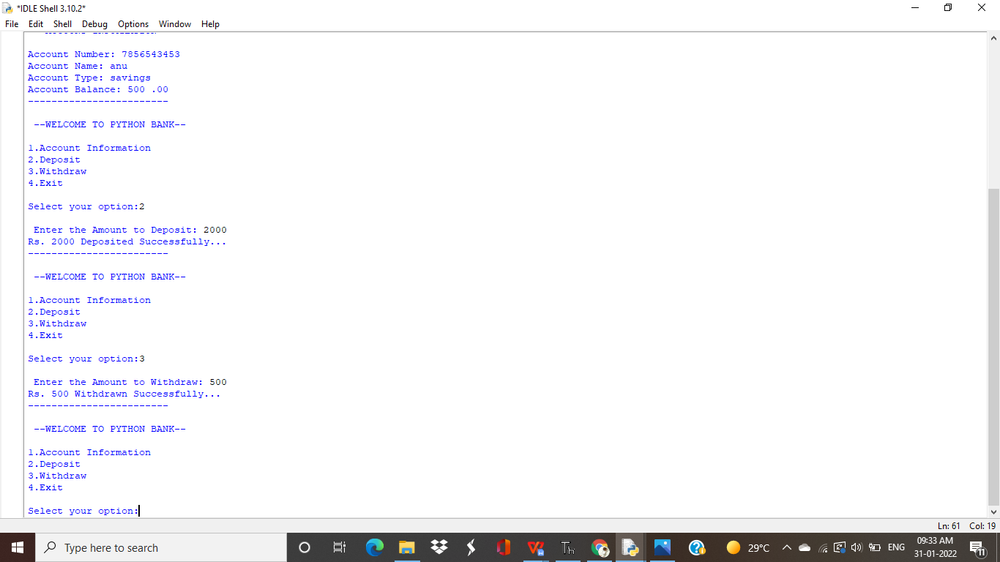 *IDLE Shell 3.10.2*
File Edit Shell Debug Options Window Help
Account Number: 7856543453
Account Name: anu
Account Type: savings
Account Balance: 500 .00
------------------------
--WELCOME TO PYTHON BANK--
1.Account Information
2.Deposit
3.Withdraw
4.Exit
Select your option:2
Enter the Amount to Deposit: 2000
Rs. 2000 Deposited Successfully...
------------------------
--WELCOME TO PYTHON BANK--
1.Account Information
2.Deposit
3.Withdraw
4.Exit
Select your option:3
Enter the Amount to Withdraw: 500
Rs. 500 Withdrawn Successfully...
------------------------
--WELCOME TO PYTHON BANK--
1.Account Information
2.Deposit
3.Withdraw
4.Exit
Select your option:
Ln: 61 Col: 19
Type here to search
Th
29°C
ENG
09:33 AM
31-01-2022
11